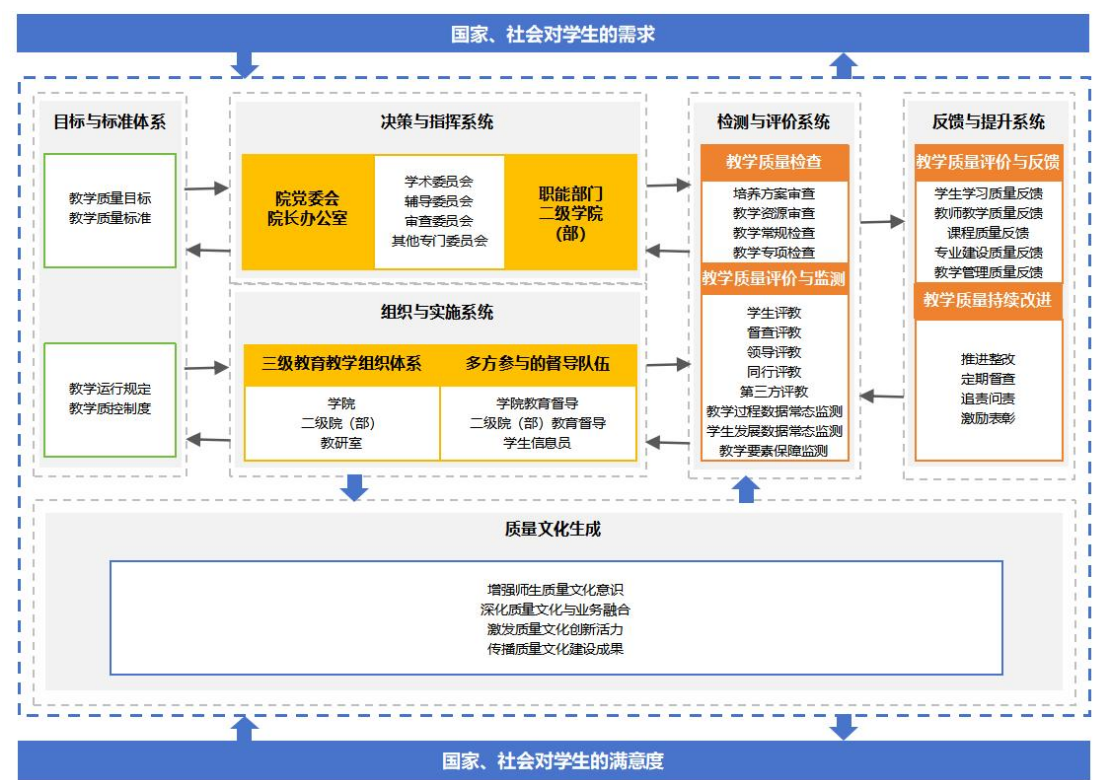 国家、社会对学生的需求
目标与标准体系
教学质量目标
教学质量标准
教学运行规定
教学质控制度
决策与指挥系统
院党委会
院长办公室
学术委员会
辅导委员会
审查委员会
其他专门委员会
职能部门
二级学院
(部)
组织与实施系统
三级教育教学组织体系
学院
二级院（部）
教研室
多方参与的督导队伍
学院教育督导
二级院（部）教育督导
学生信息员
检测与评价系统
教学质量检查
培养方案审查
教学资源审查
教学常规检查
教学专项检查
教学质量评价与监测
学生评教
督查评教
领导评教
同行评教
第三方评教
教学过程数据常态监测
学生发展数据常态监测
教学要素保障监测
反馈与提升系统
教学质量评价与反馈
学生学习质量反馈
教师教学质量反馈
课程质量反馈
专业建设质量反馈
教学管理质量反馈
教学质量持续改进
推进整改
定期督查
追责问责
激励表彰
质量文化生成
增强师生质量文化意识
深化质量文化与业务融合
激发质量文化创新活力
传播质量文化建设成果
国家、社会对学生的满意度